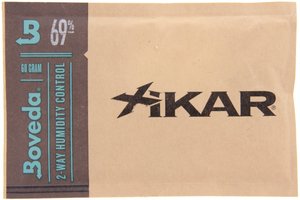 B
69%
60 GRAM
Boveda®
2-WAY HUMIDITY CONTROL
XIKAR